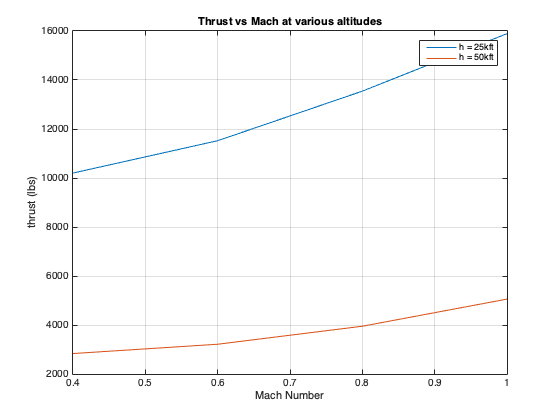 Thrust vs Mach at various altitudes
16000
14000
12000
10000
8000
6000
4000
2000
thrust (lbs)
h = 25kft
h = 50kft
0.4 0.5 0.6 0.7 0.8 0.9 1
Mach Number